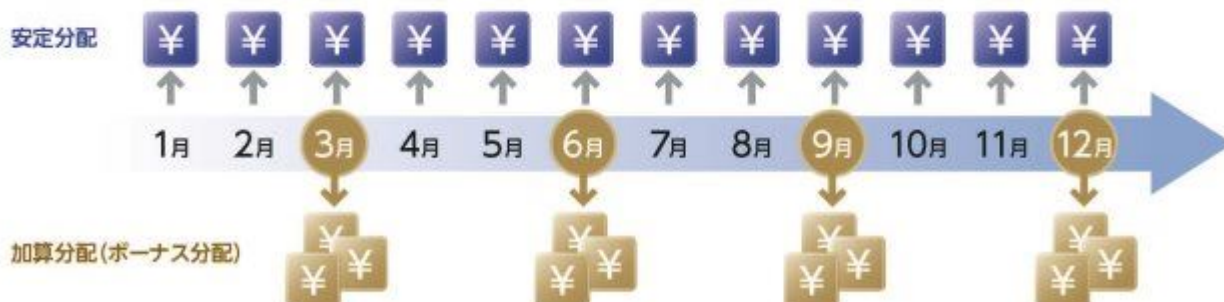 安定分配 ¥ ¥ ¥ ¥ ¥ ¥ ¥ ¥ ¥ ¥ ¥ ¥
1月 2月 3月 4月 5月 6月 7月 8月 9月 10月 11月 12月
加算分配(ボーナス分配) ¥ ¥ ¥ ¥ ¥ ¥ ¥ ¥ ¥ ¥ ¥ ¥